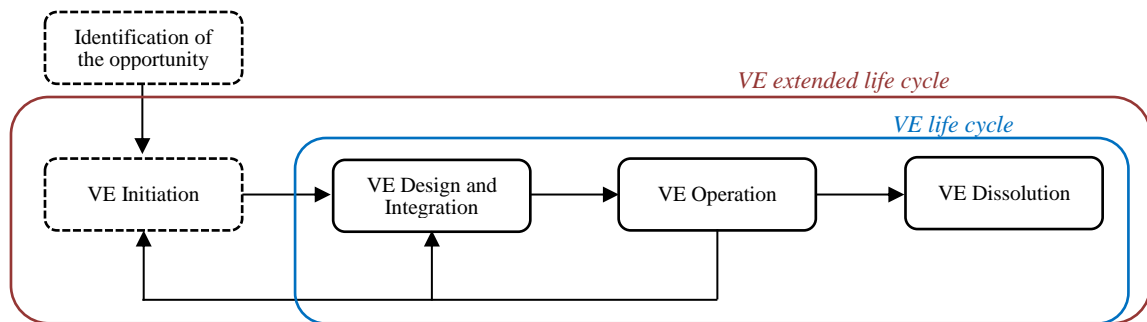 Identification of
the opportunity
VE extended life cycle
VE life cycle
VE Initiation
VE Design and
Integration
VE Operation
VE Dissolution